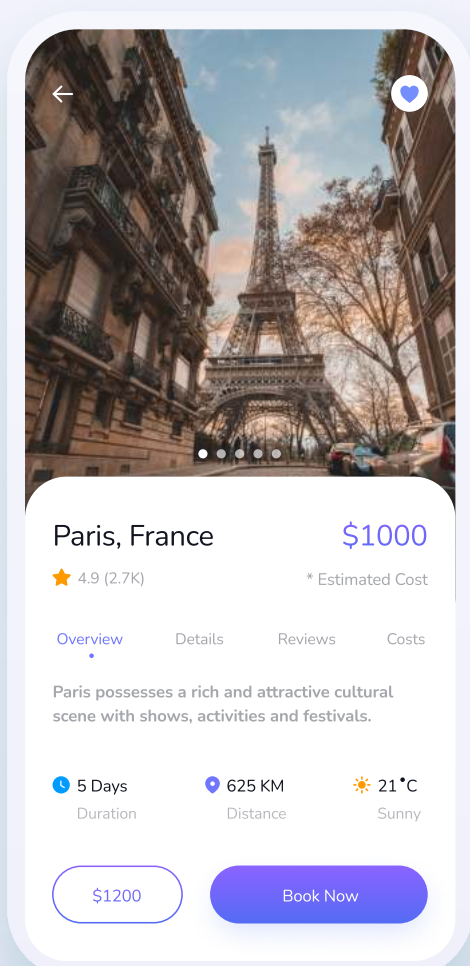 Paris, France
$1000
4.9 (2.7K)
* Estimated Cost
Overview
Details
Reviews
Costs
Paris possesses a rich and attractive cultural
scene with shows, activities and festivals.
5 Days
625 KM
21°C
Duration
Distance
Sunny
$1200
Book Now